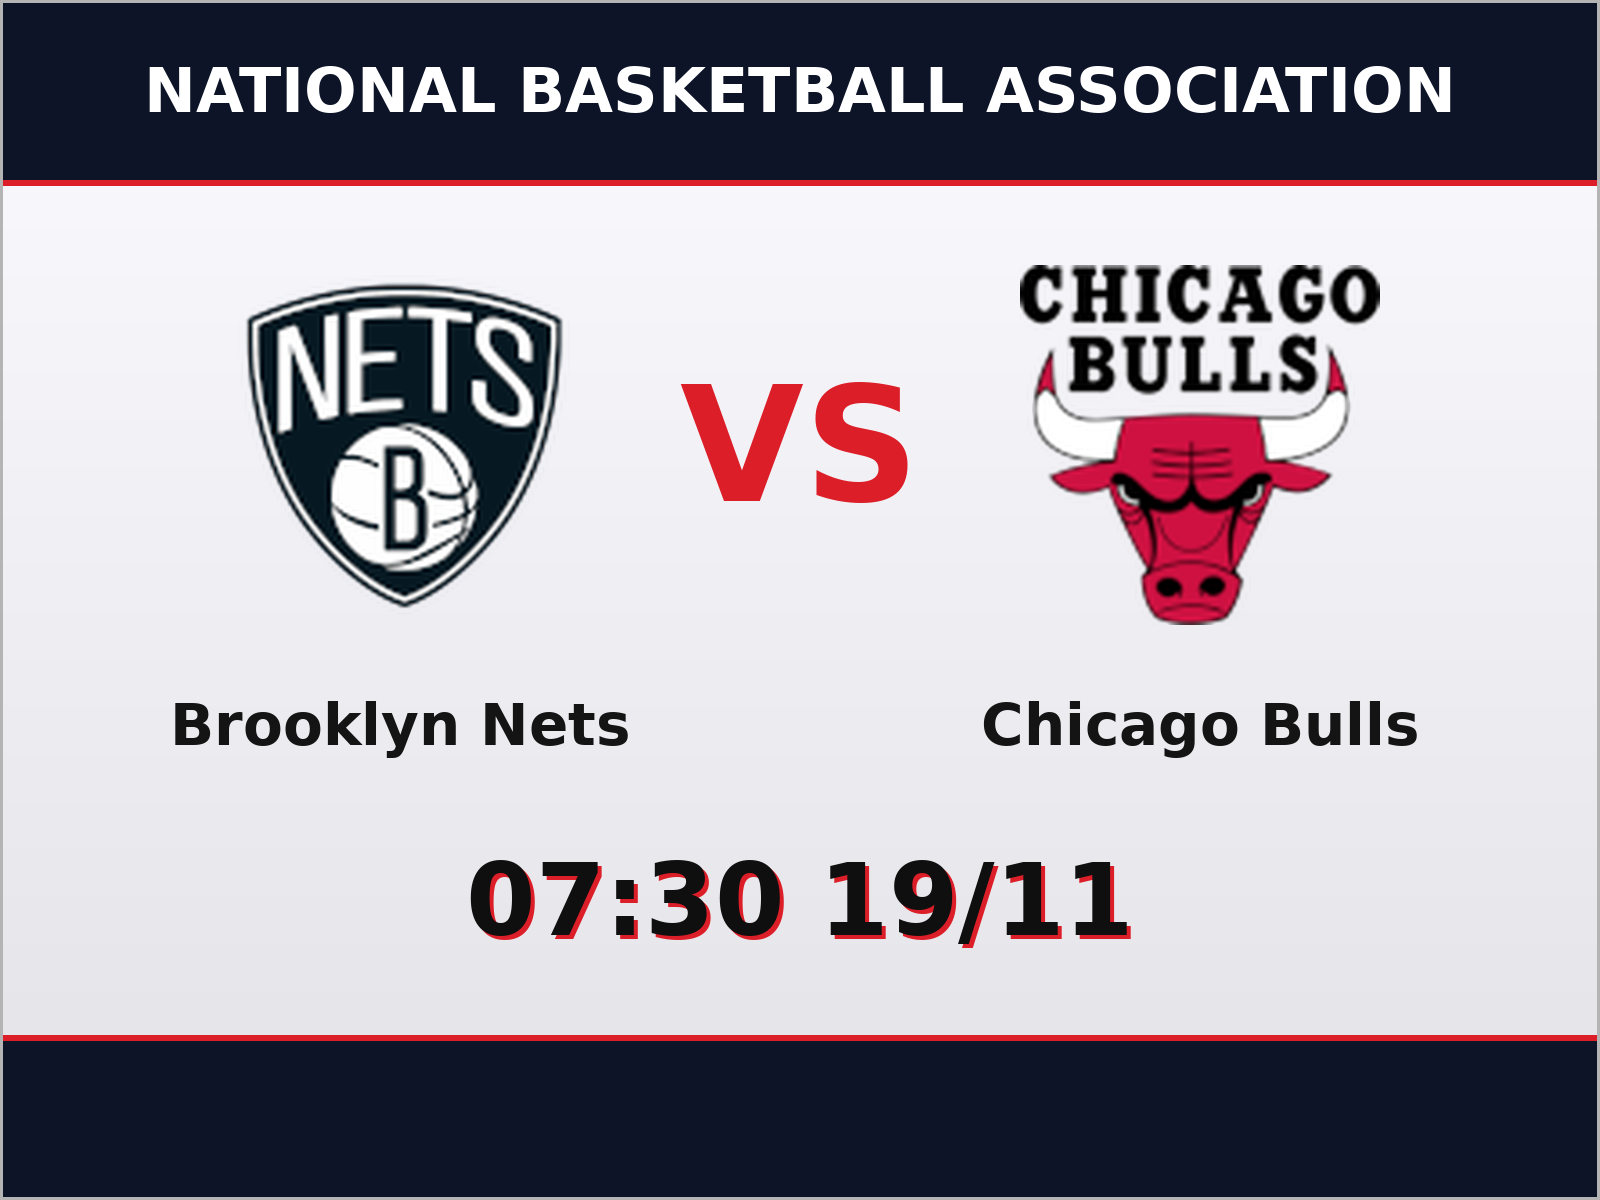 NATIONAL BASKETBALL ASSOCIATION
NETS
B
CHICAGO
BULLS
VS
Brooklyn Nets
Chicago Bulls
07:30 19/11